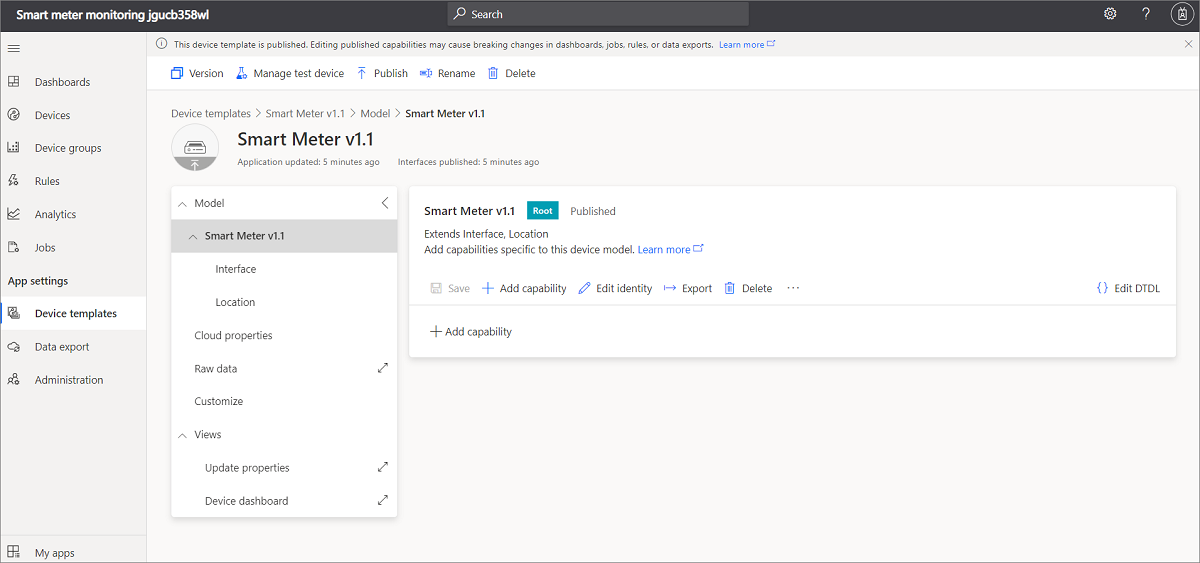 Smart meter monitoring jgucb358wl
Search
?
This device template is published. Editing published capabilities may cause breaking changes in dashboards, jobs, rules, or data exports. Learn more
Version Manage test device Publish Rename Delete
Dashboards
Devices
Device groups
Rules
Analytics
Jobs
App settings
Device templates
Data export
Administration
My apps
Device templates > Smart Meter v1.1 > Model > Smart Meter v1.1
Smart Meter v1.1
Application updated: 5 minutes ago Interfaces published: 5 minutes ago
Model
Smart Meter v1.1
Interface
Location
Cloud properties
Raw data
Customize
Views
Update properties
Device dashboard
Smart Meter v1.1 Root Published
Extends Interface, Location
Add capabilities specific to this device model. Learn more
Save Add capability Edit identity Export Delete ··· {} Edit DTDL
Add capability